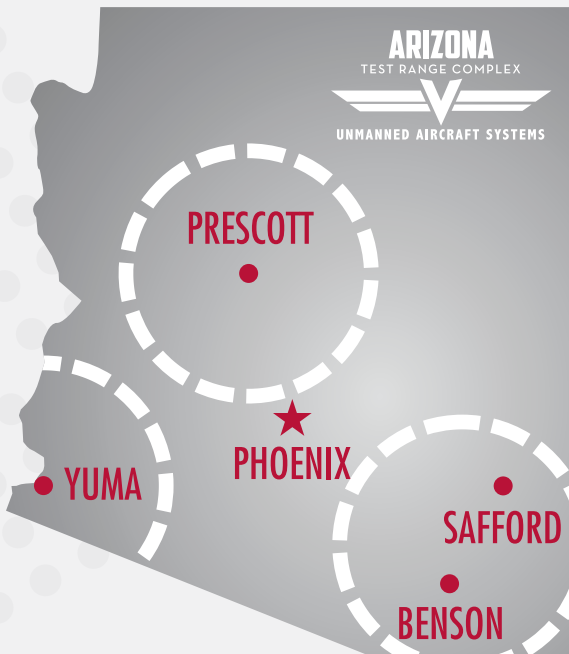 ARIZONA
TEST RANGE COMPLEX
UNMANNED AIRCRAFT SYSTEMS
PRESCOTT
PHOENIX
YUMA
SAFFORD
BENSON